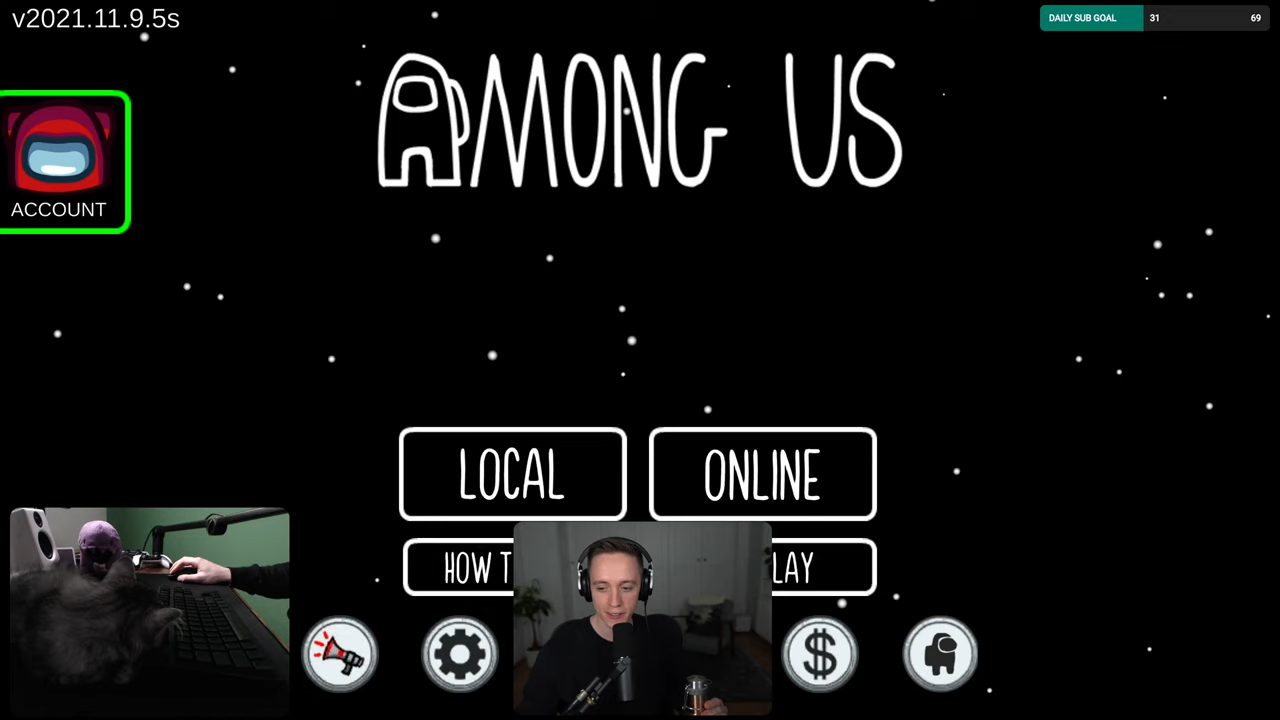 v2021.11.9.5s
DAILY SUB GOAL 31 69
AMONG US
ACCOUNT
LOCAL
ONLINE
HOW T
LAY
$